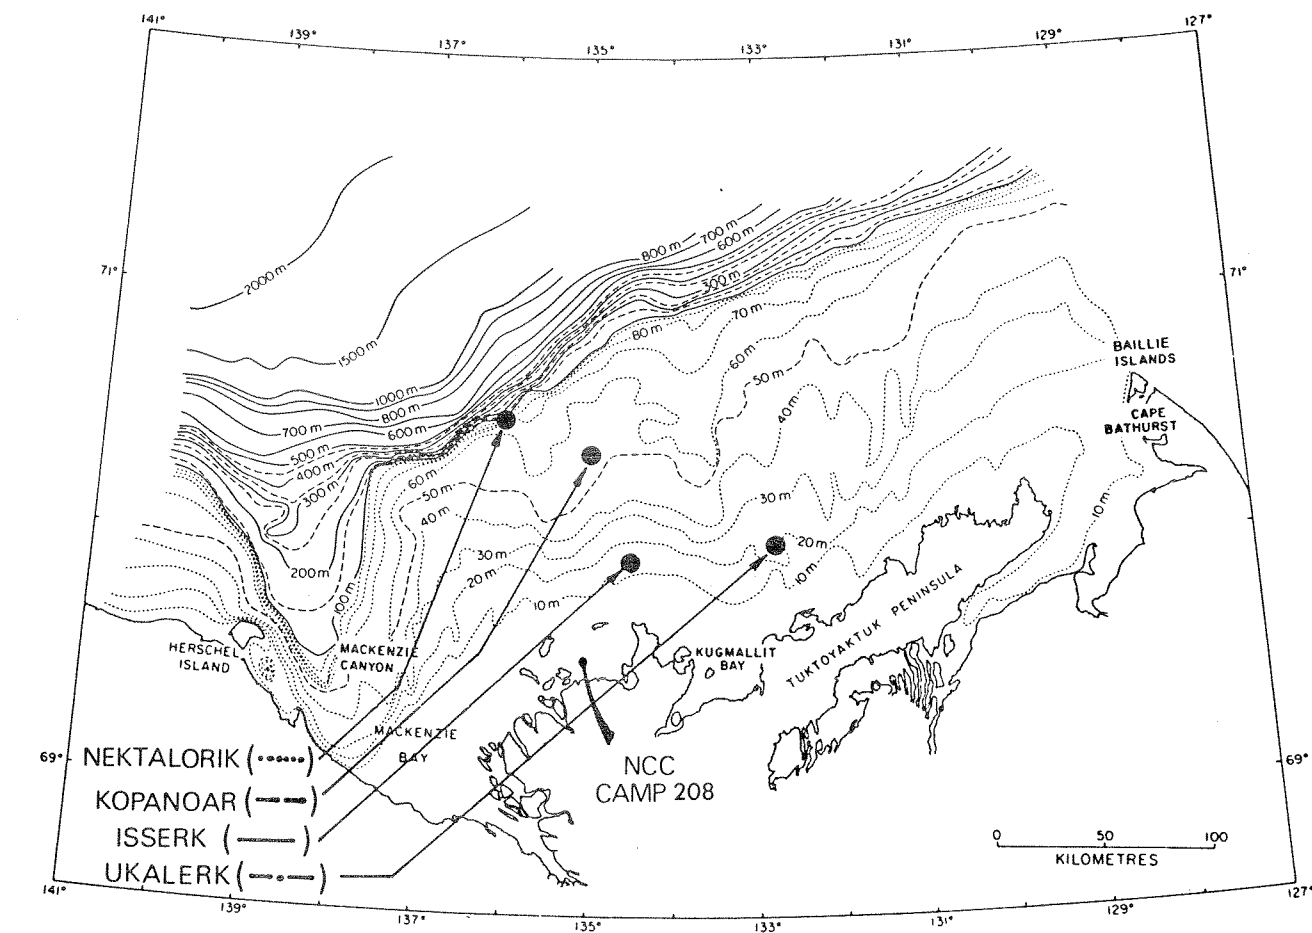 141°
139°
137°
135°
133°
131°
129°
127°
71°
71°
2000 m
1500 m
1000 m
800 m
700 m
600 m
500 m
400 m
300 m
200 m
100 m
800 m
700 m
600 m
300 m
80 m
70 m
60 m
50 m
40 m
30 m
20 m
10 m
60 m
50 m
40 m
30 m
20 m
10 m
10 m
BAILLIE
ISLANDS
CAPE
BATHURST
HERSCHEL
ISLAND
MACKENZIE
CANYON
MACKENZIE
BAY
KUGMALLIT
BAY
TUKTOYAKTUK PENINSULA
69°
69°
NEKTALORIK
KOPANOAR
ISSERK
UKALERK
NCC
CAMP 208
0 50 100
KILOMETRES
141°
139°
137°
135°
133°
131°
129°
127°